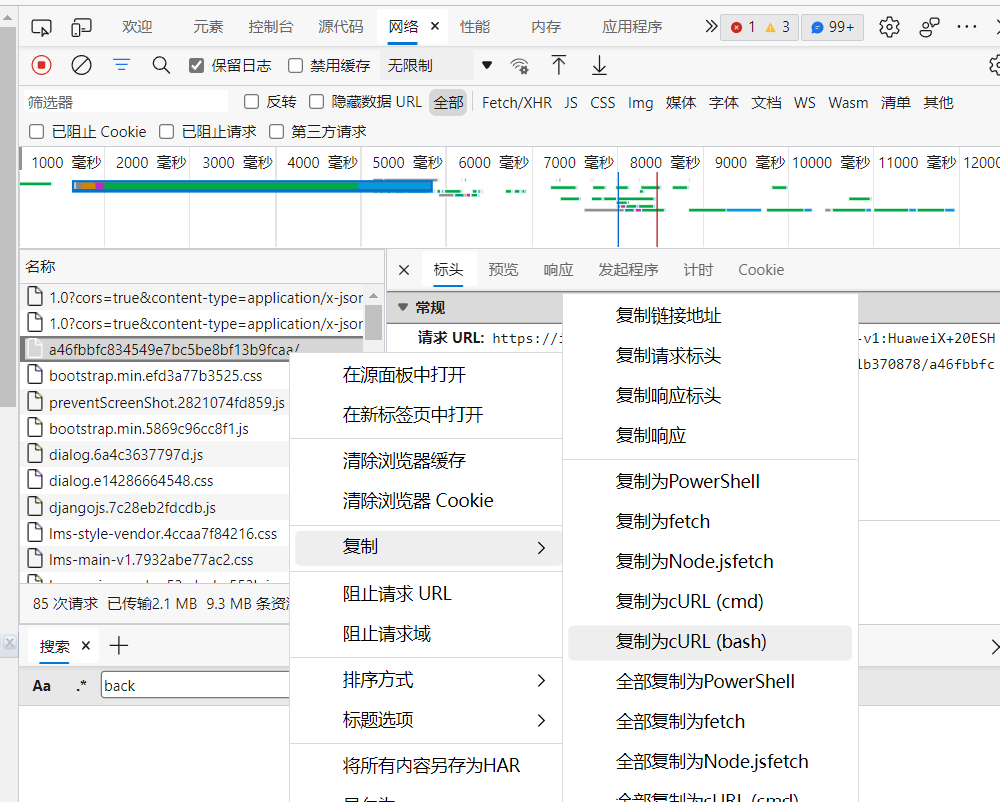 欢迎 元素 控制台 源代码 网络 性能 内存 应用程序 1 3 99+
保留日志 禁用缓存 无限制
筛选器 反转 隐藏数据 URL 全部 Fetch/XHR JS CSS Img 媒体 字体 文档 WS Wasm 清单 其他
已阻止 Cookie 已阻止请求 第三方请求
1000 毫秒 2000 毫秒 3000 毫秒 4000 毫秒 5000 毫秒 6000 毫秒 7000 毫秒 8000 毫秒 9000 毫秒 10000 毫秒 11000 毫秒 12000
名称
1.0?cors=true&content-type=application/x-jsor
1.0?cors=true&content-type=application/x-jsor
a46fbbfc834549e7bc5be8bf13b9fcaa/
bootstrap.min.efd3a77b3525.css
preventScreenShot.2821074fd859.js
bootstrap.min.5869c96cc8f1.js
dialog.6a4c3637797d.js
dialog.e14286664548.css
djangojs.7c28eb2fdcdb.js
lms-style-vendor.4ccaa7f84216.css
lms-main-v1.7932abe77ac2.css
85 次请求 已传输2.1 MB 9.3 MB 条资
标头 预览 响应 发起程序 计时 Cookie
常规
请求 URL: https://i
-v1:HuaweiX+20ESH
lb370878/a46fbbfc
在源面板中打开
在新标签页中打开
清除浏览器缓存
清除浏览器 Cookie
复制
阻止请求 URL
阻止请求域
排序方式
标题选项
将所有内容另存为HAR
复制链接地址
复制请求标头
复制响应标头
复制响应
复制为PowerShell
复制为fetch
复制为Node.jsfetch
复制为cURL (cmd)
复制为cURL (bash)
全部复制为PowerShell
全部复制为fetch
全部复制为Node.jsfetch
全部复制为cURL (cmd)
搜索
Aa .* back